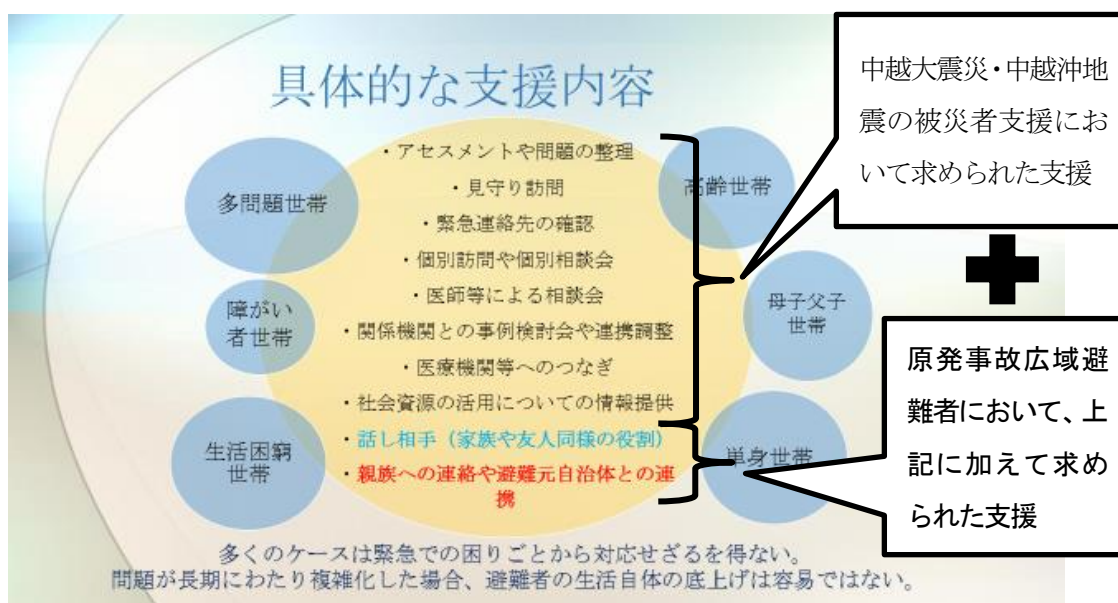 具体的な支援内容
多問題世帯
障がい
者世帯
生活困窮
世帯
・アセスメントや問題の整理
・見守り訪問
・緊急連絡先の確認
・個別訪問や個別相談会
・医師等による相談会
・関係機関との事例検討会や連携調整
・医療機関等へのつなぎ
・社会資源の活用についての情報提供
・話し相手（家族や友人同様の役割）
・親族への連絡や避難元自治体との連
携
高齢世帯
母子父子
世帯
単身世帯
中越大震災・中越沖地
震の被災者支援にお
いて求められた支援
原発事故広域避
難者において、上
記に加えて求め
られた支援
多くのケースは緊急での困りごとから対応せざるを得ない。
問題が長期にわたり複雑化した場合、避難者の生活自体の底上げは容易ではない。